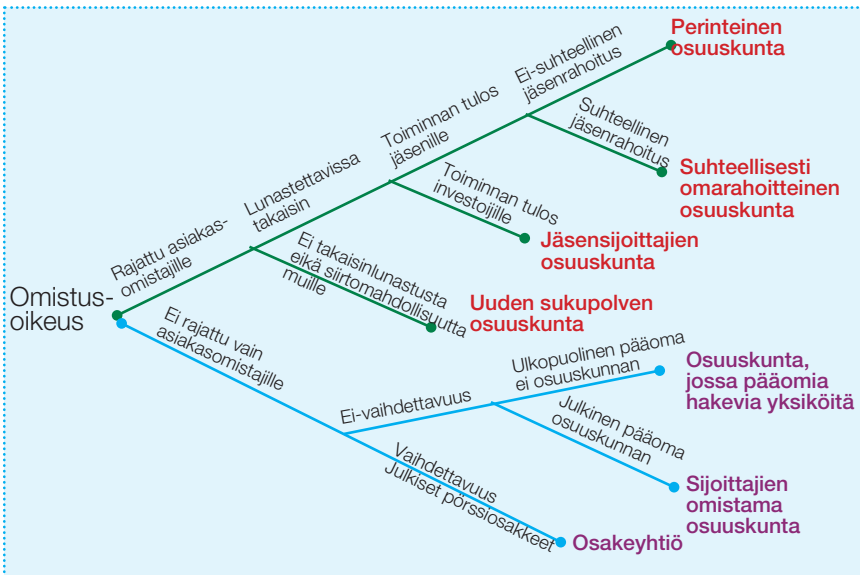 Perinteinen
osuuskunta
Ei-suhteellinen
jäsenrahoitus
Suhteellinen
jäsenrahoitus
Toiminnan tulos
jäsenille
Suhteellisesti
omarahoitteinen
osuuskunta
Lunastettavissa
takaisin
Toiminnan tulos
investoijille
Jäsensijoittajien
osuuskunta
Rajattu asiakas-
omistajille
Ei takaisinlunastusta
eikä siirtomahdollisuutta
muille
Uuden sukupolven
osuuskunta
Omistus-
oikeus
Ei rajattu vain
asiakasomistajille
Ulkopuolinen pääoma
ei osuuskunnan
Osuuskunta,
jossa pääomia
hakevia yksiköitä
Ei-vaihdettavuus
Julkinen pääoma
osuuskunnan
Vaihdettavuus
Julkiset pörssiosakkeet
Sijoittajien
omistama
osuuskunta
Osakeyhtiö